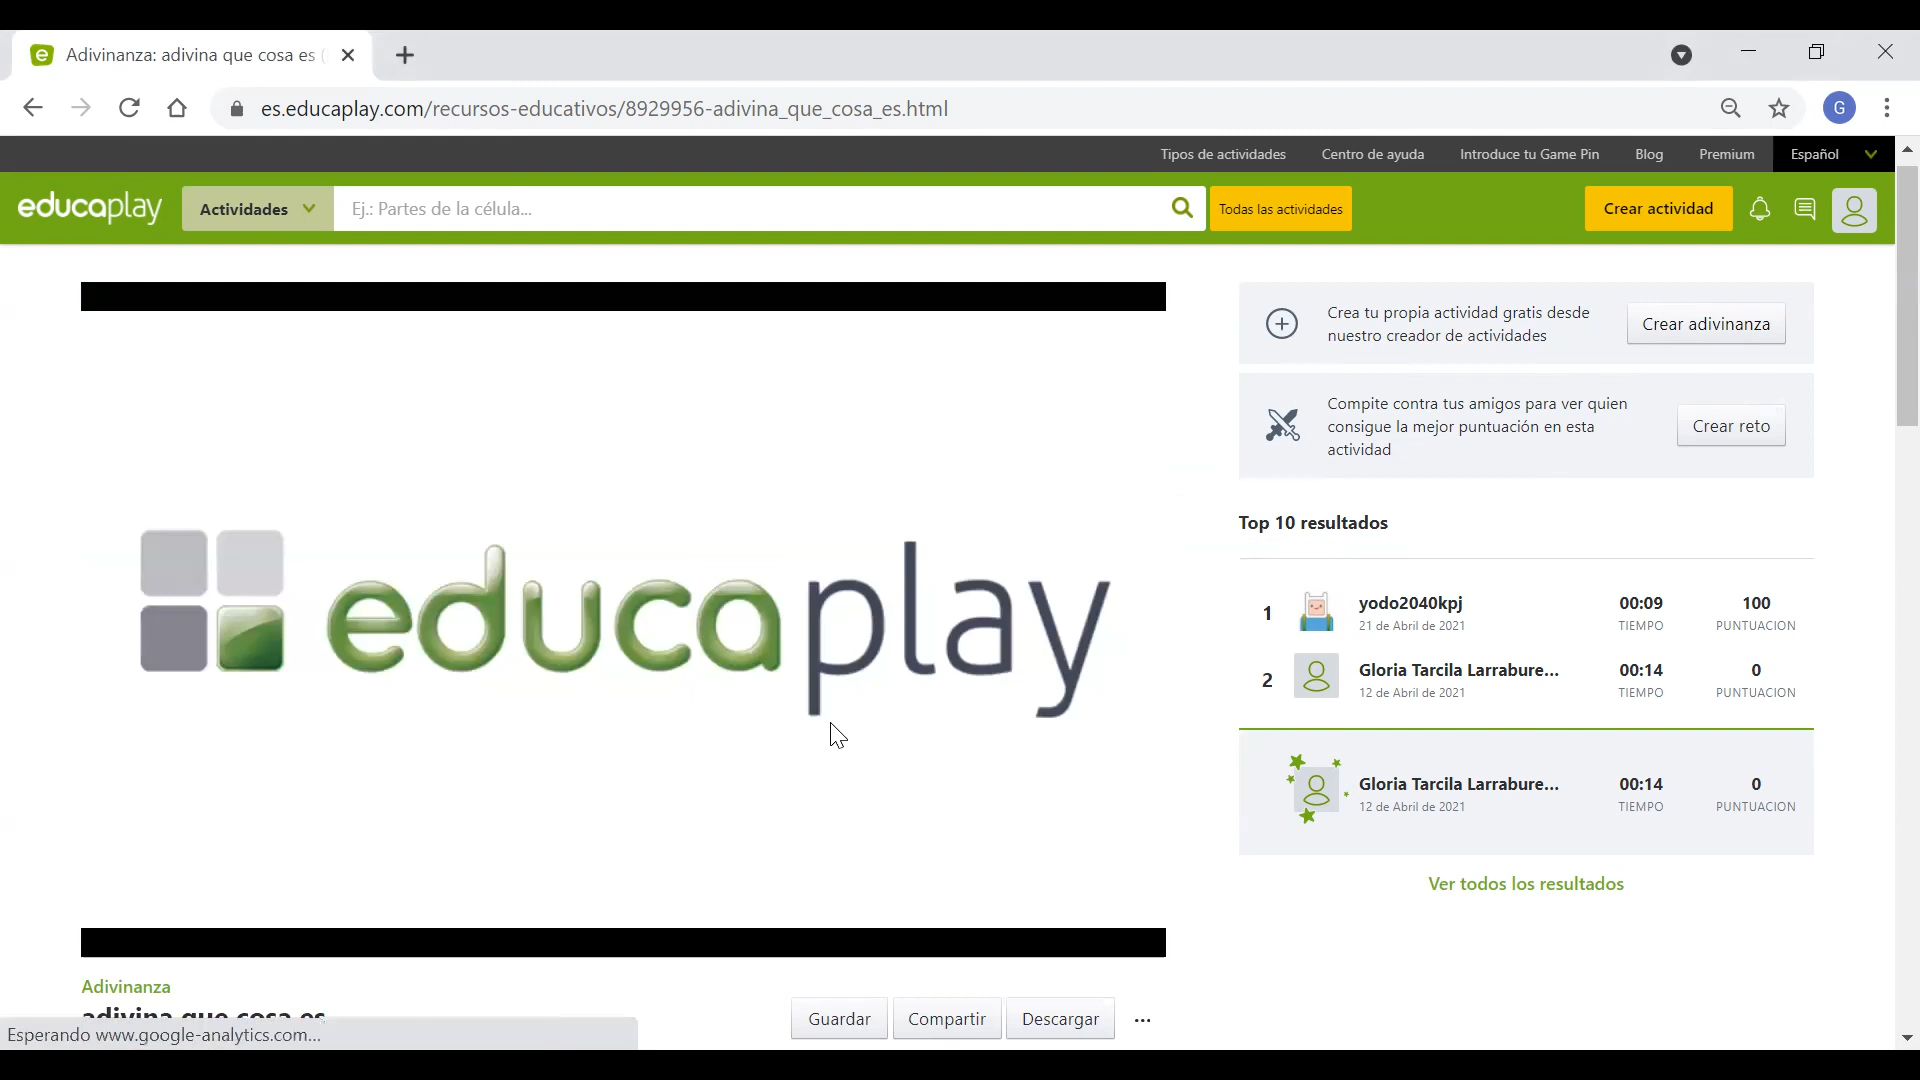 Adivinanza: adivina que cosa es (
es.educaplay.com/recursos-educativos/8929956-adivina_que_cosa_es.html
G
Tipos de actividades
Centro de ayuda
Introduce tu Game Pin
Blog
Premium
Español
educaplay
Actividades
Ej.: Partes de la célula...
Todas las actividades
Crear actividad
Crea tu propia actividad gratis desde
nuestro creador de actividades
Crear adivinanza
Compite contra tus amigos para ver quien
consigue la mejor puntuación en esta
actividad
Crear reto
Top 10 resultados
1
yodo2040kpj
21 de Abril de 2021
00:09
TIEMPO
100
PUNTUACION
2
Gloria Tarcila Larrabure...
12 de Abril de 2021
00:14
TIEMPO
0
PUNTUACION
Gloria Tarcila Larrabure...
12 de Abril de 2021
00:14
TIEMPO
0
PUNTUACION
Ver todos los resultados
educaplay
Adivinanza
adivina que cosa es
Guardar
Compartir
Descargar
...
Esperando www.google-analytics.com...